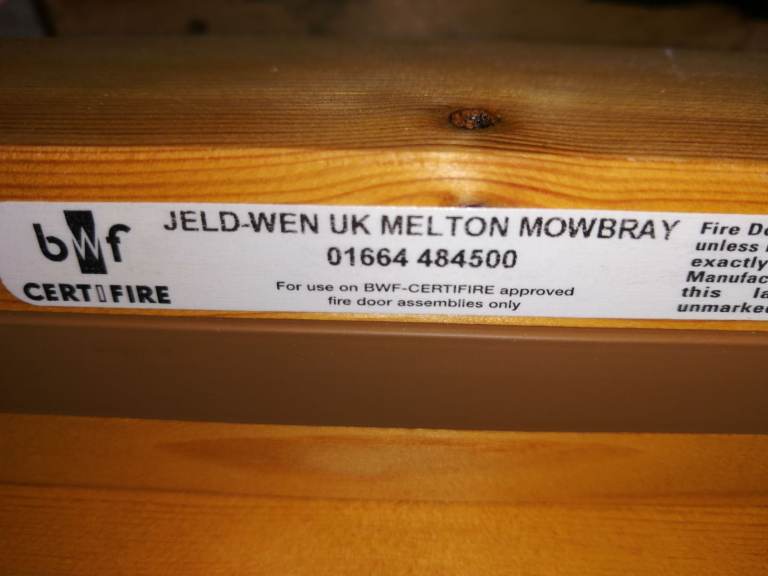 bwf
CERTIFIRE
JELD-WEN UK MELTON MOWBRAY
01664 484500
For use on BWF-CERTIFIRE approved
fire door assemblies only
Fire
unless
exactly
this